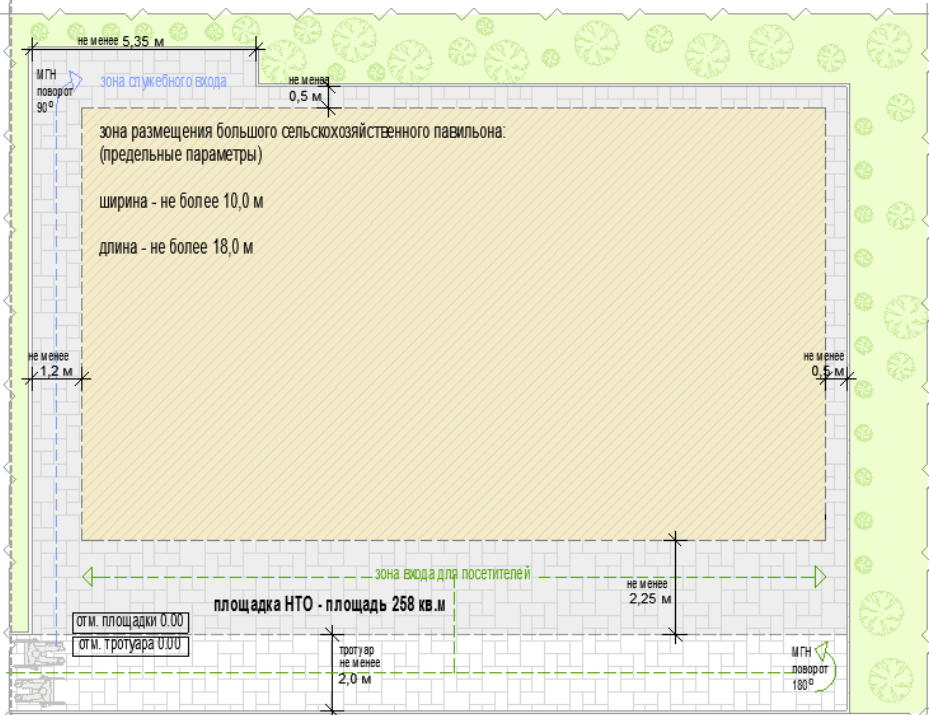 не менее 5,35 м
МГН
поворот
90°
зона служебного входа
не менее
0,5 м
зона размещения большого сельскохозяйственного павильона:
(предельные параметры)
ширина - не более 10,0 м
длина - не более 18,0 м
не менее
1,2 м
не менее
0,5 м
зона входа для посетителей
не менее
2,25 м
площадка НТО - площадь 258 кв.м
отм. площадки 0.00
отм. тротуара 0.00
тротуар
не менее
2,0 м
МГН
поворот
180°